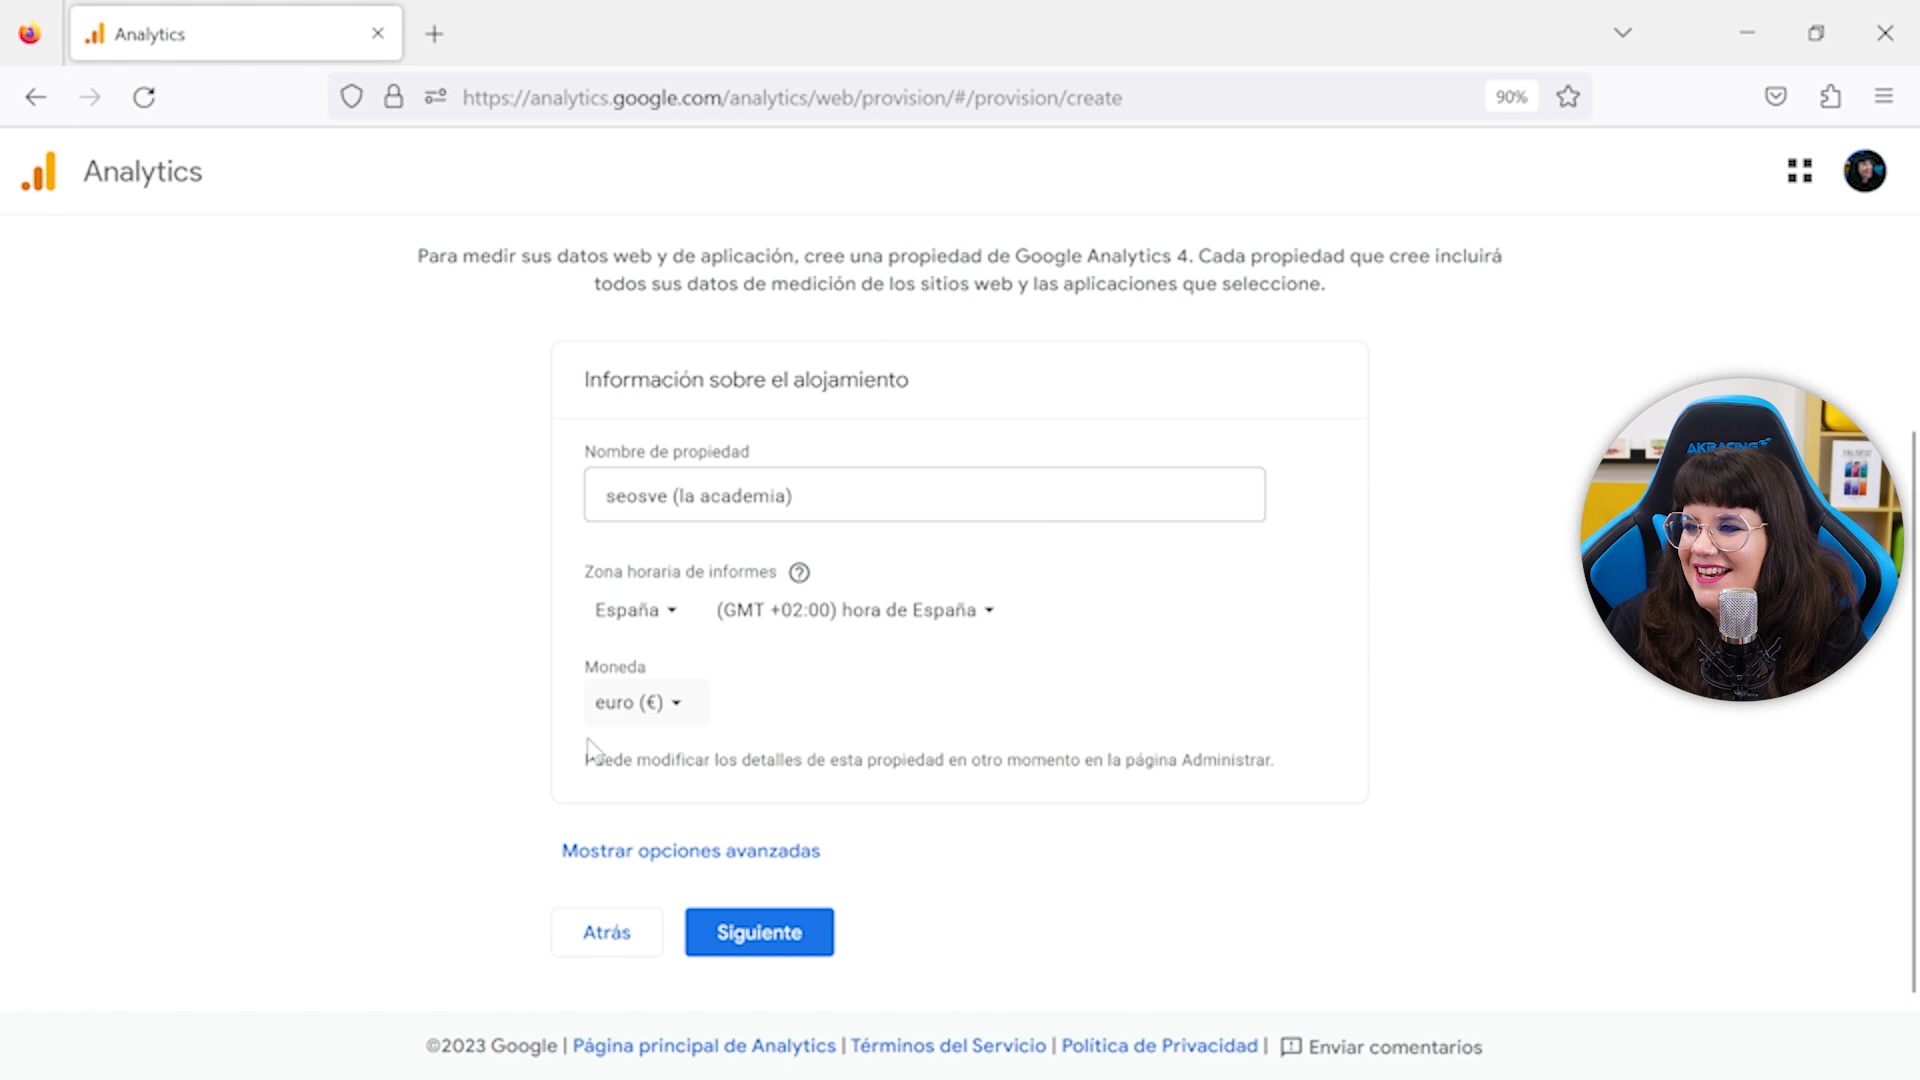 Analytics
https://analytics.google.com/analytics/web/provision/#/provision/create
90%
Analytics
Para medir sus datos web y de aplicación, cree una propiedad de Google Analytics 4. Cada propiedad que cree incluirá
todos sus datos de medición de los sitios web y las aplicaciones que seleccione.
Información sobre el alojamiento
Nombre de propiedad
seosve (la academia)
Zona horaria de informes
España (GMT +02:00) hora de España
Moneda
euro (€)
Puede modificar los detalles de esta propiedad en otro momento en la página Administrar.
AKRACING
Mostrar opciones avanzadas
Atrás Siguiente
©2023 Google | Página principal de Analytics | Términos del Servicio | Política de Privacidad | Enviar comentarios